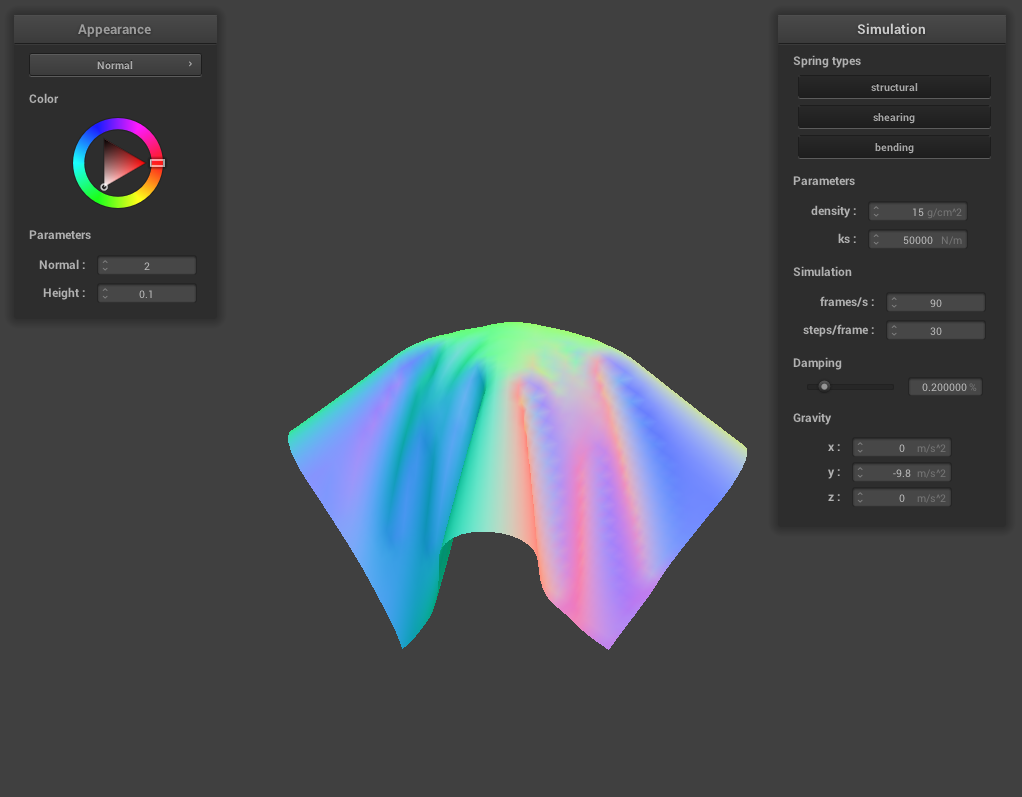 Appearance
Normal
Color
Parameters
Normal : 2
Height : 0.1
Simulation
Spring types
structural
shearing
bending
Parameters
density : 15 g/cm^2
ks : 50000 N/m
Simulation
frames/s : 90
steps/frame : 30
Damping
0.200000 %
Gravity
x : 0 m/s^2
y : -9.8 m/s^2
z : 0 m/s^2